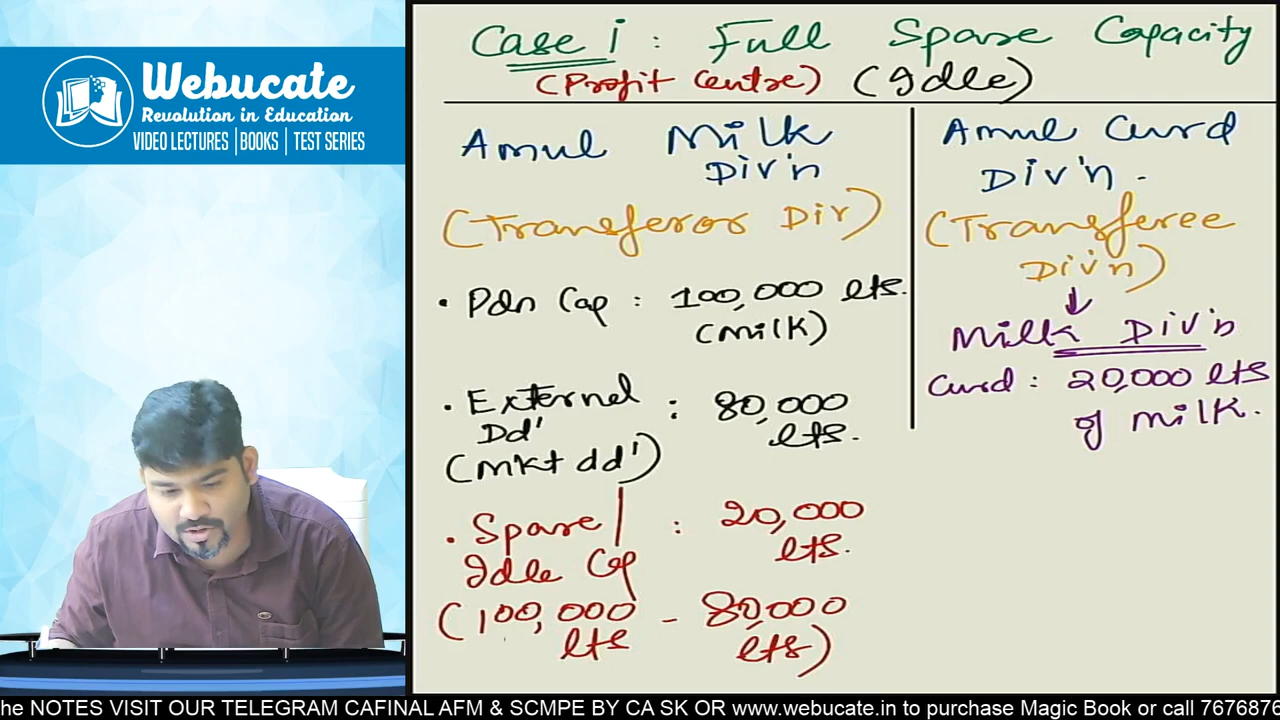 Webucate
Revolution in Education
VIDEO LECTURES | BOOKS | TEST SERIES
Case i : Full Spare Capacity
(Profit Centre) (Idle)
Amul Milk
Div'n
(Transferor Div)
• Pdn Cap : 100,000 lts.
(Milk)
• External : 80,000
Dd' lts.
(mkt dd')
• Spare/ : 20,000
Idle Cap lts.
(100,000 - 80,000
lts lts)
Amul Curd
Div'n.
(Transferee
Div'n)
Milk Div'n
Curd : 20,000 lts
of milk.
he NOTES VISIT OUR TELEGRAM CAFINAL AFM & SCMPE BY CA SK OR www.webucate.in to purchase Magic Book or call 7676876